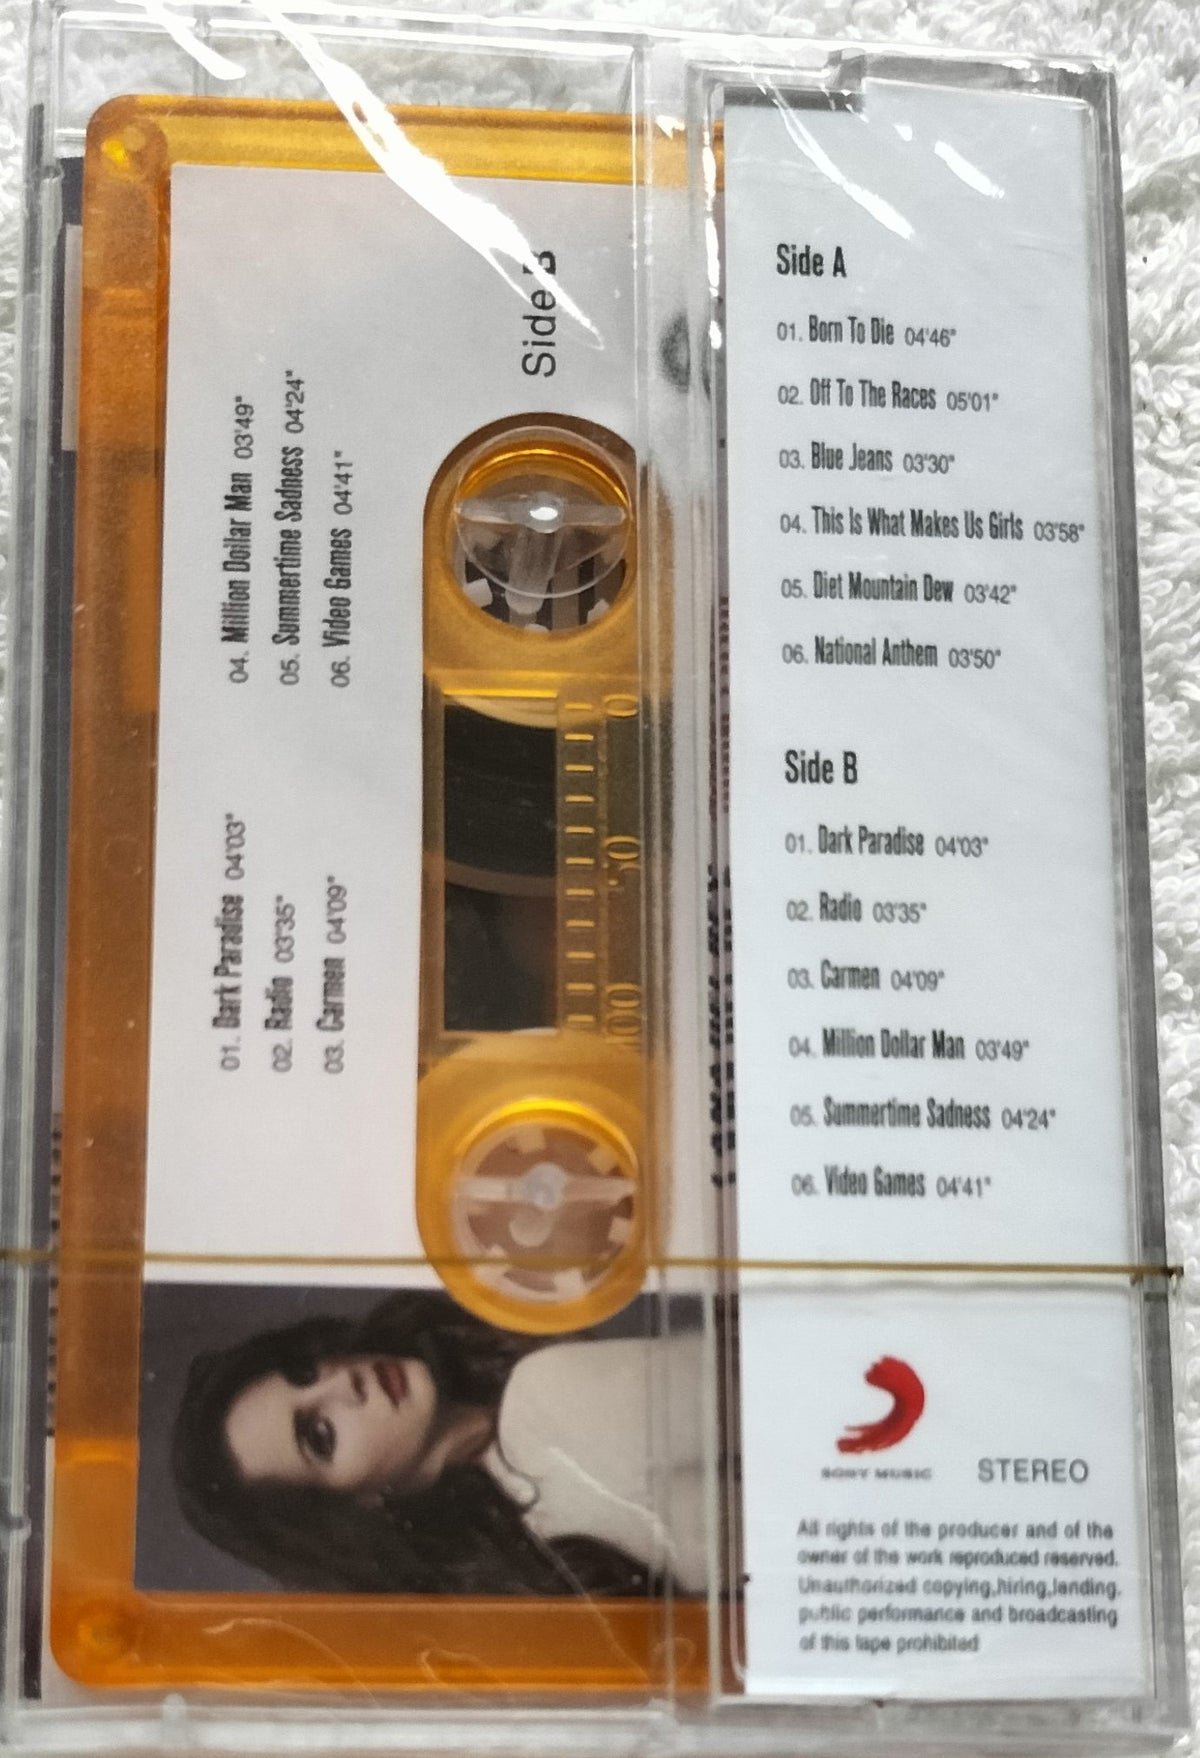 Side B
01. Dark Paradise 04'03"
02. Radio 03'35"
03. Carmen 04'09"
04. Million Dollar Man 03'49"
05. Summertime Sadness 04'24"
06. Video Games 04'41"
100 50 0
Side A
01. Born To Die 04'46"
02. Off To The Races 05'01"
03. Blue Jeans 03'30"
04. This Is What Makes Us Girls 03'58"
05. Diet Mountain Dew 03'42"
06. National Anthem 03'50"
Side B
01. Dark Paradise 04'03"
02. Radio 03'35"
03. Carmen 04'09"
04. Million Dollar Man 03'49"
05. Summertime Sadness 04'24"
06. Video Games 04'41"
SONY MUSIC
STEREO
All rights of the producer and of the
owner of the work reproduced reserved.
Unauthorized copying,hiring,lending,
public performance and broadcasting
of this tape prohibited